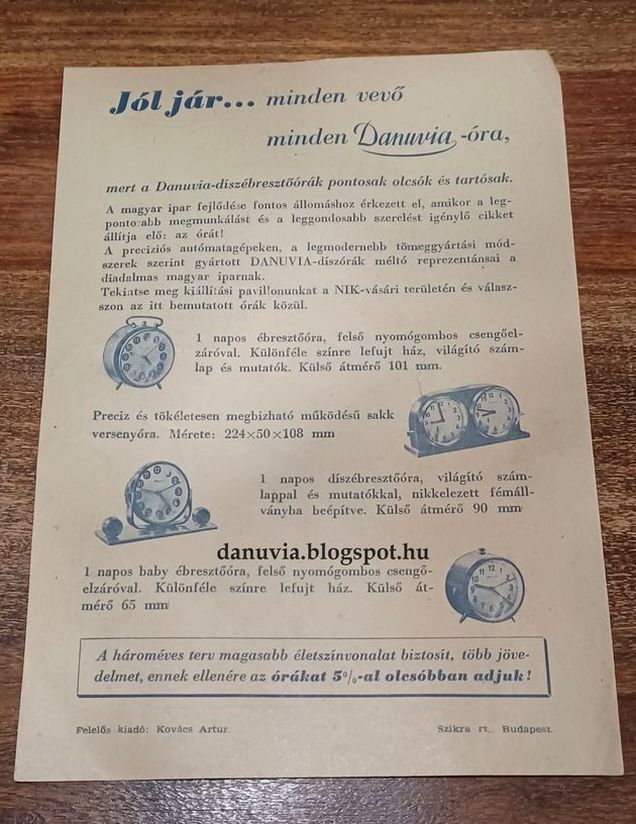 Jól jár... minden vevő
minden Danuvia-óra,
mert a Danuvia-díszébresztőórák pontosak olcsók és tartósak.
A magyar ipar fejlődése fontos állomáshoz érkezett el, amikor a leg-
pontosabb megmunkálást és a leggondosabb szerelést igénylő cikket
állítja elő: az órát!
A preciziós autómatagépeken, a legmodernebb tömeggyártási mód-
szerek szerint gyártott DANUVIA-díszórák méltó reprezentánsai a
diadalmas magyar iparnak.
Tekintse meg kiállítási pavillonunkat a NIK-vásári területén és válasz-
szon az itt bemutatott órák közül.
1 napos ébresztőóra, felső nyomógombos csengőel-
záróval. Különféle színre lefujt ház, világító szám-
lap és mutatók. Külső átmérő 101 mm.
Preciz és tökéletesen megbizható működésű sakk
versenyóra. Mérete: 224×50×108 mm
1 napos díszébresztőóra, világító szám-
lappal és mutatókkal, nikkelezett fémáll-
ványba beépítve. Külső átmérő 90 mm
danuvia.blogspot.hu
1 napos baby ébresztőóra, felső nyomógombos csengő-
elzáróval. Különféle színre lefujt ház. Külső át-
mérő 65 mm
A hároméves terv magasabb életszínvonalat biztosít, több jöve-
delmet, ennek ellenére az órákat 5%-al olcsóbban adjuk!
Felelős kiadó: Kovács Artur.
Szikra rt., Budapest.